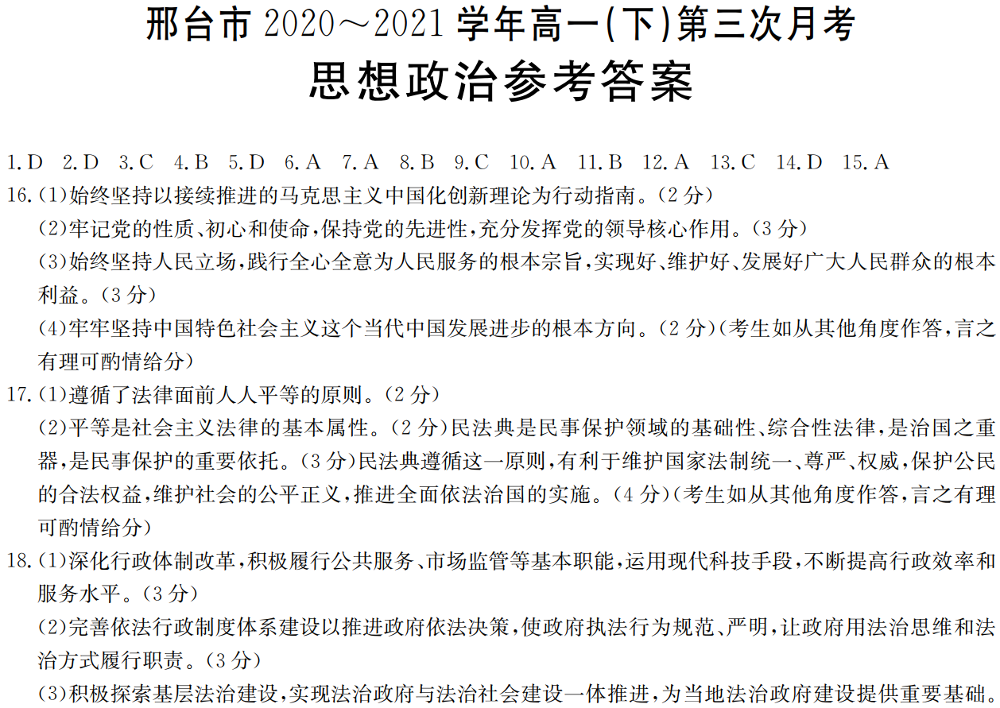 邢台市 2020～2021 学年高一(下)第三次月考
思想政治参考答案
1. D 2. D 3. C 4. B 5. D 6. A 7. A 8. B 9. C 10. A 11. B 12. A 13. C 14. D 15. A
16. (1)始终坚持以接续推进的马克思主义中国化创新理论为行动指南。(2 分)
(2)牢记党的性质、初心和使命,保持党的先进性,充分发挥党的领导核心作用。(3 分)
(3)始终坚持人民立场,践行全心全意为人民服务的根本宗旨,实现好、维护好、发展好广大人民群众的根本
利益。(3 分)
(4)牢牢坚持中国特色社会主义这个当代中国发展进步的根本方向。(2 分)(考生如从其他角度作答,言之
有理可酌情给分)
17. (1)遵循了法律面前人人平等的原则。(2 分)
(2)平等是社会主义法律的基本属性。(2 分)民法典是民事保护领域的基础性、综合性法律,是治国之重
器,是民事保护的重要依托。(3 分)民法典遵循这一原则,有利于维护国家法制统一、尊严、权威,保护公民
的合法权益,维护社会的公平正义,推进全面依法治国的实施。(4 分)(考生如从其他角度作答,言之有理
可酌情给分)
18. (1)深化行政体制改革,积极履行公共服务、市场监管等基本职能,运用现代科技手段,不断提高行政效率和
服务水平。(3 分)
(2)完善依法行政制度体系建设以推进政府依法决策,使政府执法行为规范、严明,让政府用法治思维和法
治方式履行职责。(3 分)
(3)积极探索基层法治建设,实现法治政府与法治社会建设一体推进,为当地法治政府建设提供重要基础。